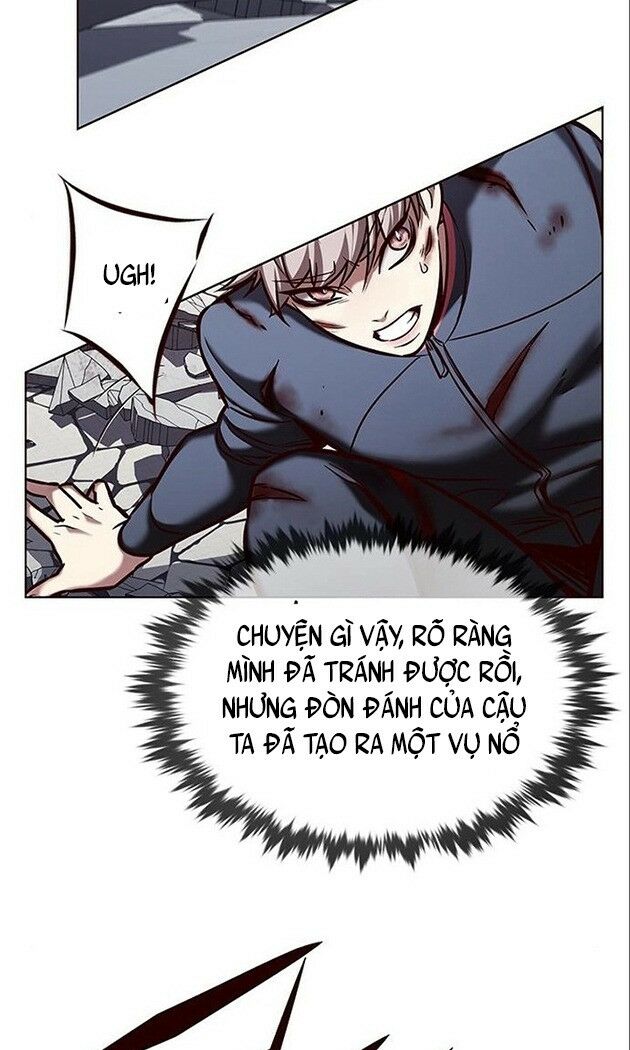 UGH!
CHUYỆN GÌ VẬY, RÕ RÀNG
MÌNH ĐÃ TRÁNH ĐƯỢC RỒI,
NHƯNG ĐÒN ĐÁNH CỦA CẬU
TA ĐÃ TẠO RA MỘT VỤ NỔ